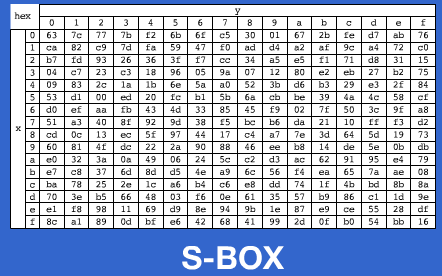 hex y
0 1 2 3 4 5 6 7 8 9 a b c d e f
0 63 7c 77 7b f2 6b 6f c5 30 01 67 2b fe d7 ab 76
1 ca 82 c9 7d fa 59 47 f0 ad d4 a2 af 9c a4 72 c0
2 b7 fd 93 26 36 3f f7 cc 34 a5 e5 f1 71 d8 31 15
3 04 c7 23 c3 18 96 05 9a 07 12 80 e2 eb 27 b2 75
4 09 83 2c 1a 1b 6e 5a a0 52 3b d6 b3 29 e3 2f 84
5 53 d1 00 ed 20 fc b1 5b 6a cb be 39 4a 4c 58 cf
6 d0 ef aa fb 43 4d 33 85 45 f9 02 7f 50 3c 9f a8
x 7 51 a3 40 8f 92 9d 38 f5 bc b6 da 21 10 ff f3 d2
8 cd 0c 13 ec 5f 97 44 17 c4 a7 7e 3d 64 5d 19 73
9 60 81 4f dc 22 2a 90 88 46 ee b8 14 de 5e 0b db
a e0 32 3a 0a 49 06 24 5c c2 d3 ac 62 91 95 e4 79
b e7 c8 37 6d 8d d5 4e a9 6c 56 f4 ea 65 7a ae 08
c ba 78 25 2e 1c a6 b4 c6 e8 dd 74 1f 4b bd 8b 8a
d 70 3e b5 66 48 03 f6 0e 61 35 57 b9 86 c1 1d 9e
e e1 f8 98 11 69 d9 8e 94 9b 1e 87 e9 ce 55 28 df
f 8c a1 89 0d bf e6 42 68 41 99 2d 0f b0 54 bb 16
S-BOX